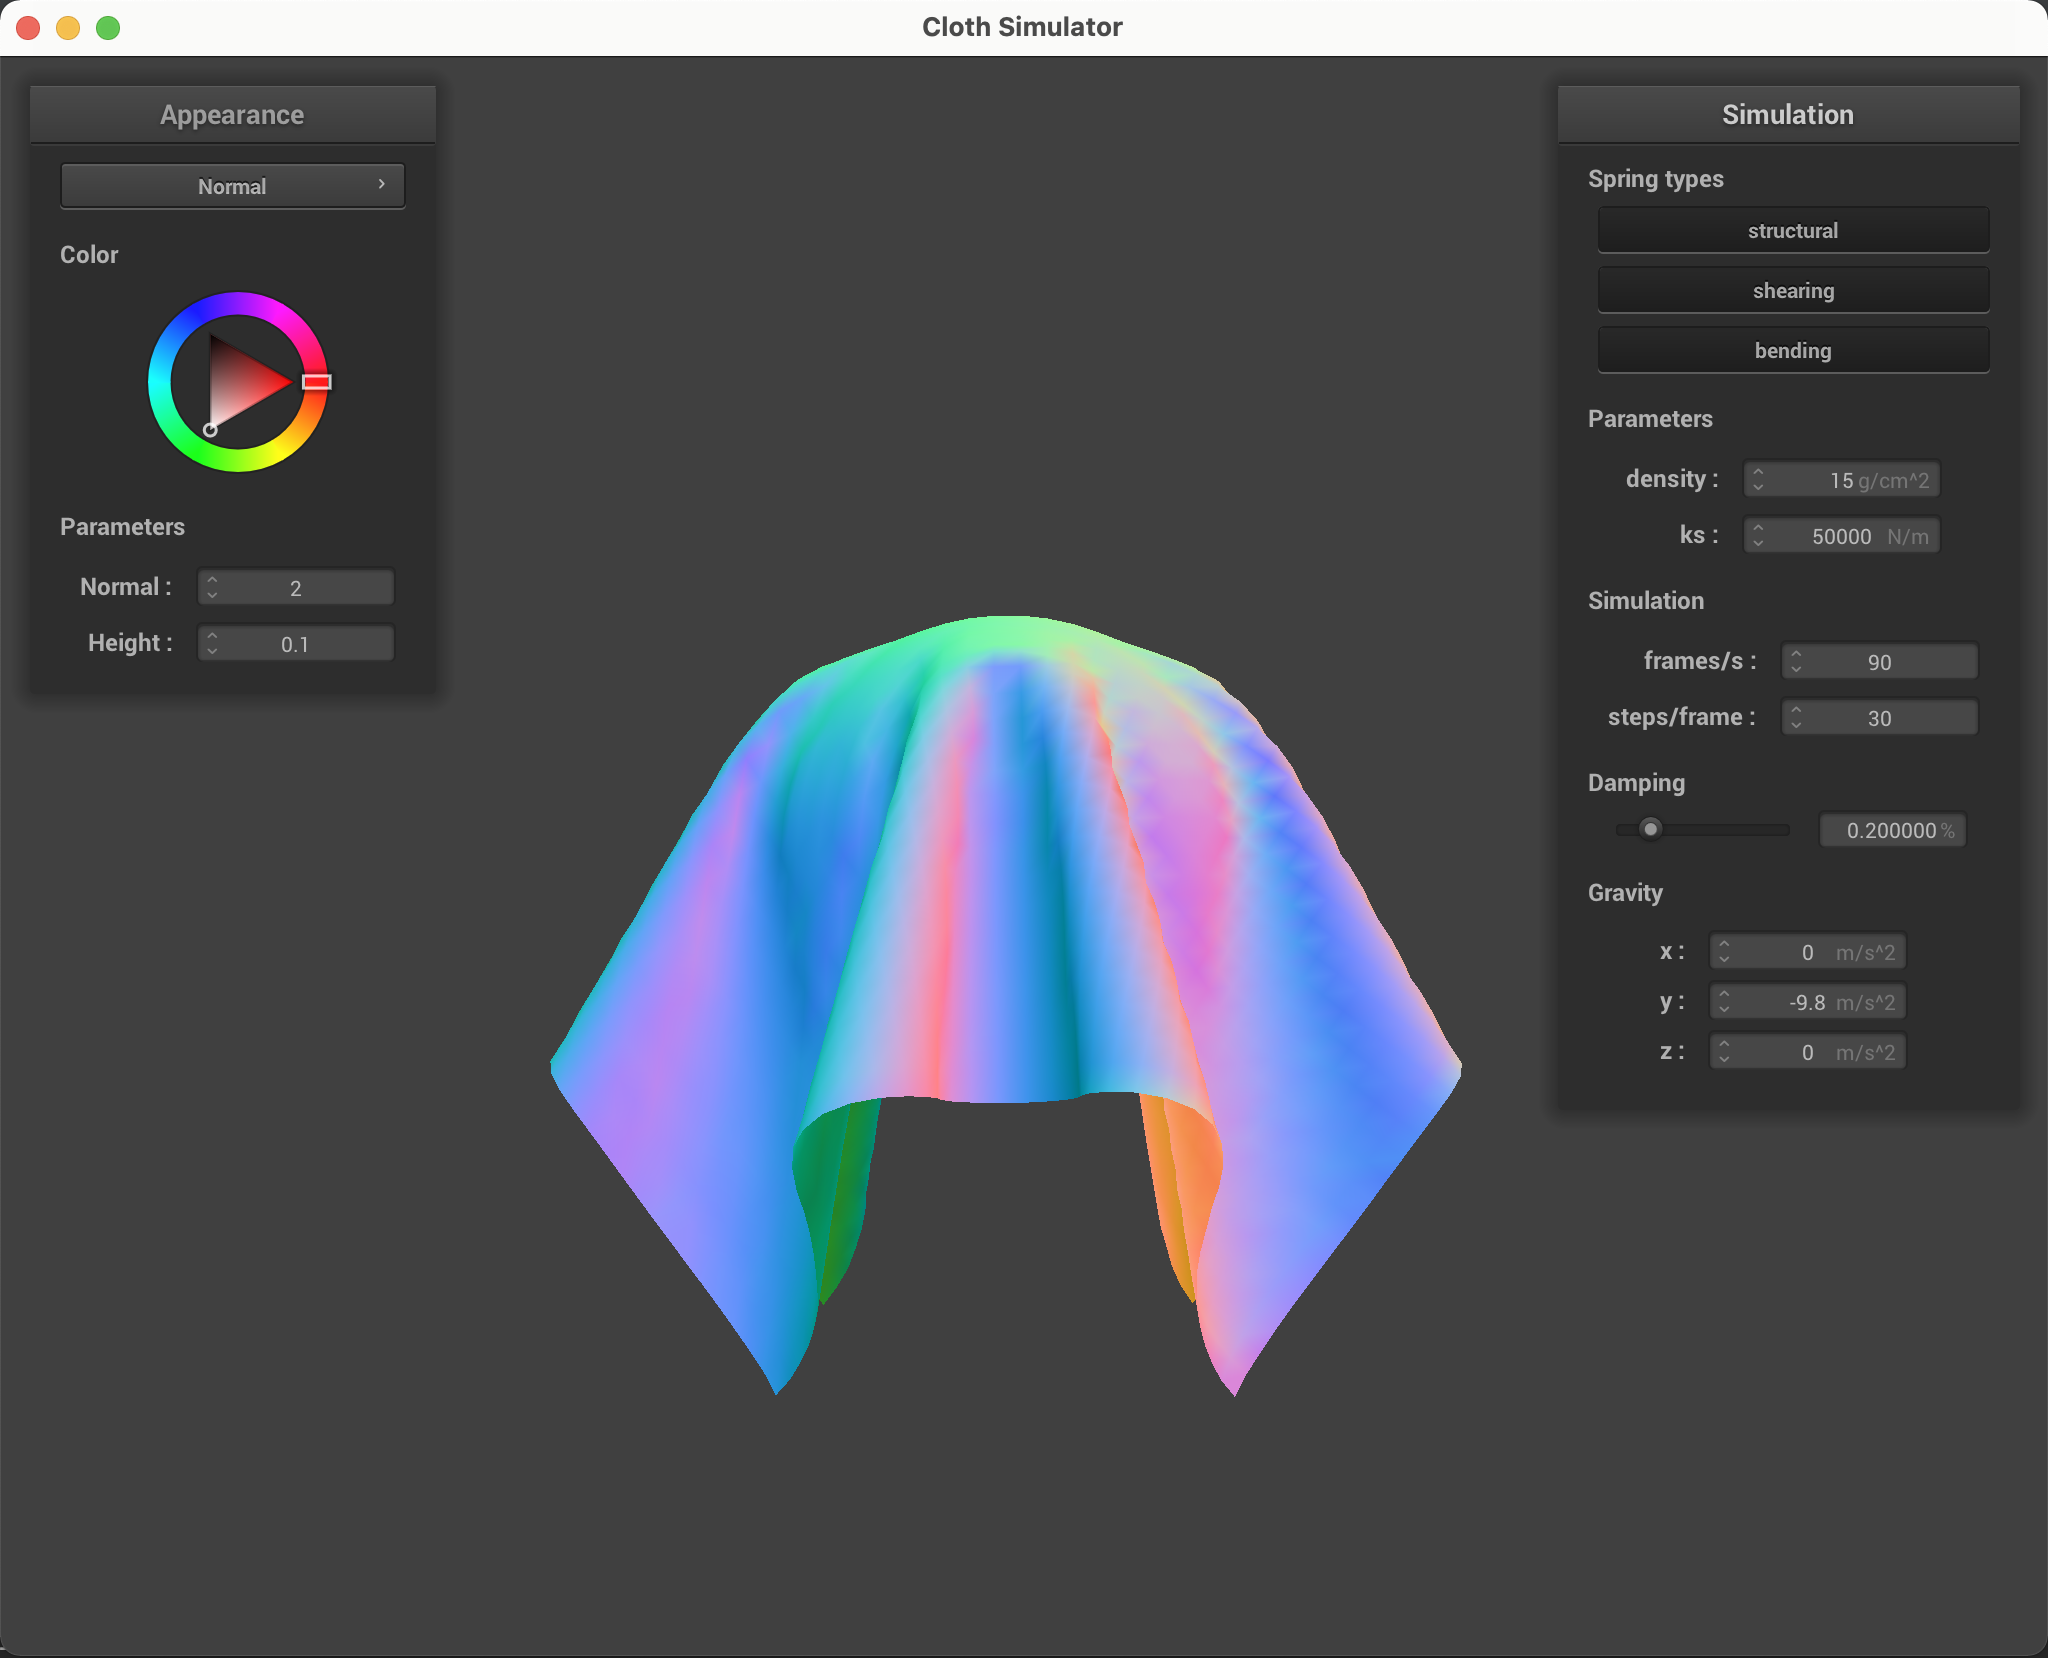 Cloth Simulator
Appearance
Normal
Color
Parameters
Normal : 2
Height : 0.1
Simulation
Spring types
structural
shearing
bending
Parameters
density : 15 g/cm^2
ks : 50000 N/m
Simulation
frames/s : 90
steps/frame : 30
Damping
0.200000 %
Gravity
x : 0 m/s^2
y : -9.8 m/s^2
z : 0 m/s^2